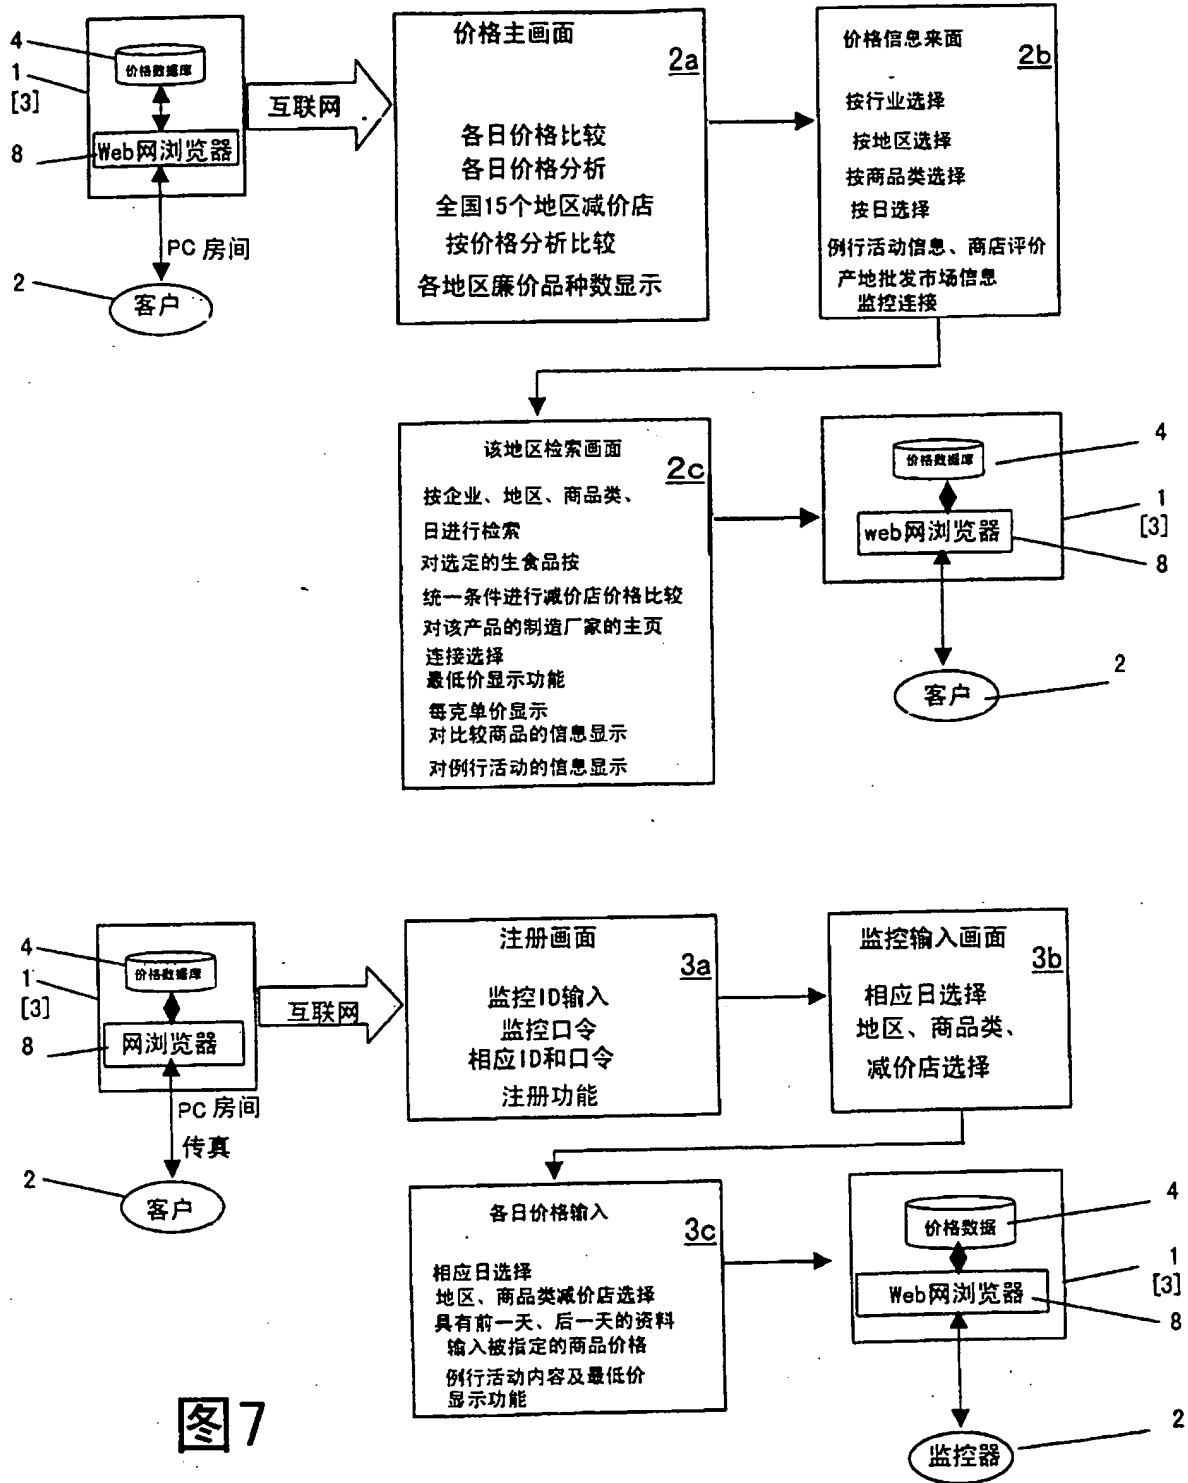 4
价格数据库
1
[3]
8
Web网浏览器
PC 房间
2
客户
互联网
价格主画面
2a
各日价格比较
各日价格分析
全国15个地区减价店
按价格分析比较
各地区廉价品种数显示
价格信息来面
2b
按行业选择
按地区选择
按商品类选择
按日选择
例行活动信息、商店评价
产地批发市场信息
监控连接
该地区检索画面
2c
按企业、地区、商品类、
日进行检索
对选定的生食品按
统一条件进行减价店价格比较
对该产品的制造厂家的主页
连接选择
最低价显示功能
每克单价显示
对比较商品的信息显示
对例行活动的信息显示
价格数据库
4
web网浏览器
1
[3]
8
客户
2
4
价格数据库
1
[3]
8
网浏览器
PC 房间
传真
2
客户
互联网
注册画面
3a
监控ID输入
监控口令
相应ID和口令
注册功能
监控输入画面
3b
相应日选择
地区、商品类、
减价店选择
各日价格输入
3c
相应日选择
地区、商品类减价店选择
具有前一天、后一天的资料
输入被指定的商品价格
例行活动内容及最低价
显示功能
价格数据
4
Web网浏览器
1
[3]
8
监控器
2
图7